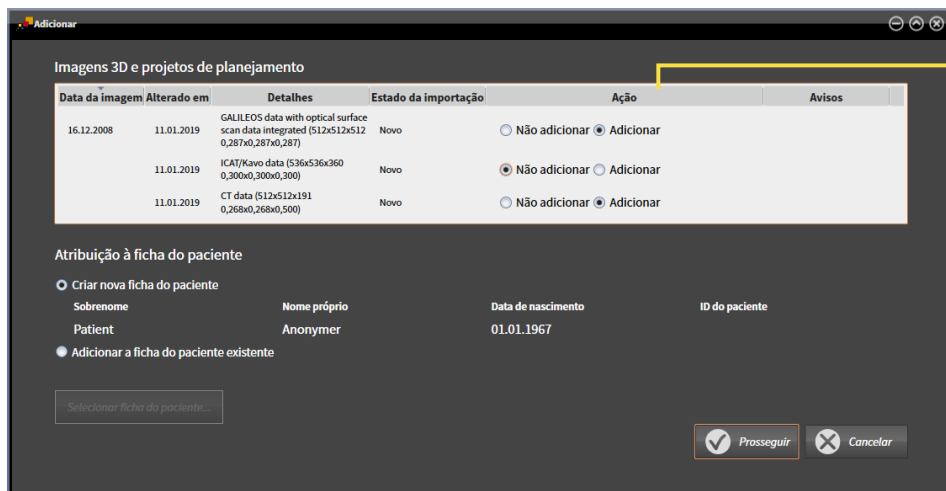 Adicionar
Imagens 3D e projetos de planejamento
Data da imagem Alterado em Detalhes Estado da importação Ação Avisos
16.12.2008 11.01.2019 GALILEOS data with optical surface scan data integrated (512x512x512 0,287x0,287x0,287) Novo Não adicionar Adicionar
11.01.2019 ICAT/Kavo data (536x536x360 0,300x0,300x0,300) Novo Não adicionar Adicionar
11.01.2019 CT data (512x512x191 0,268x0,268x0,500) Novo Não adicionar Adicionar
Atribuição à ficha do paciente
Criar nova ficha do paciente
Sobrenome Nome próprio Data de nascimento ID do paciente
Patient Anonymer 01.01.1967
Adicionar a ficha do paciente existente
Selecionar ficha do paciente...
Prosseguir Cancelar